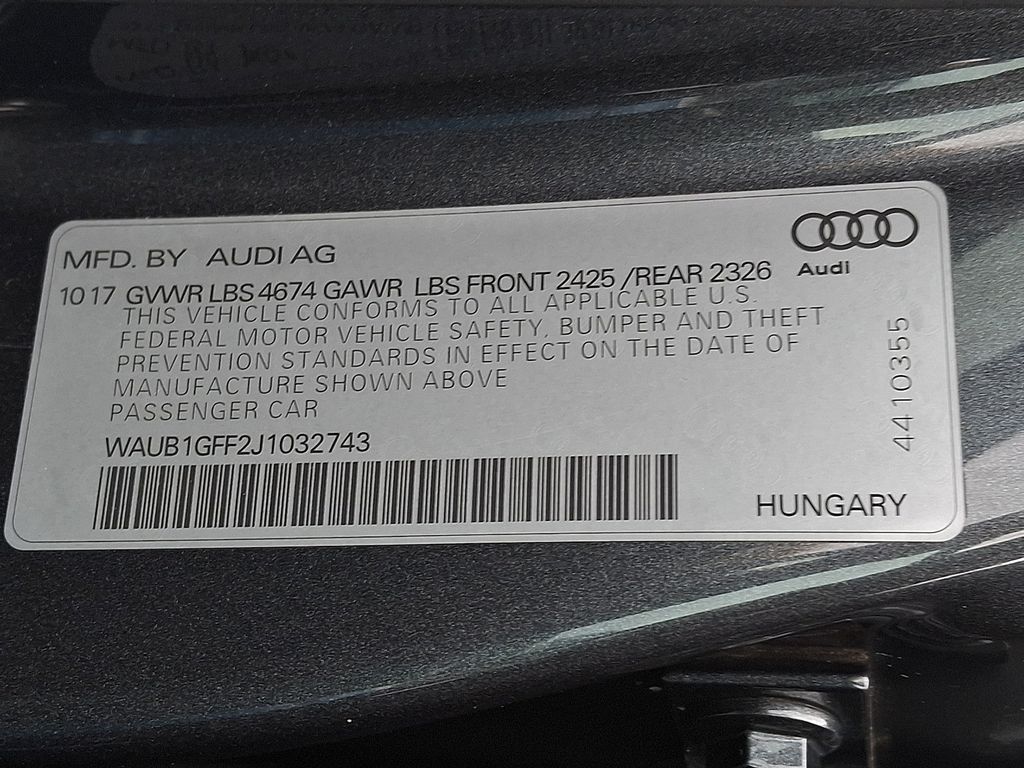 MFD. BY AUDI AG
Audi
10 17 GVWR LBS 4674 GAWR LBS FRONT 2425 /REAR 2326
THIS VEHICLE CONFORMS TO ALL APPLICABLE U.S.
FEDERAL MOTOR VEHICLE SAFETY, BUMPER AND THEFT
PREVENTION STANDARDS IN EFFECT ON THE DATE OF
MANUFACTURE SHOWN ABOVE
PASSENGER CAR
WAUB1GFF2J1032743
HUNGARY
4410355